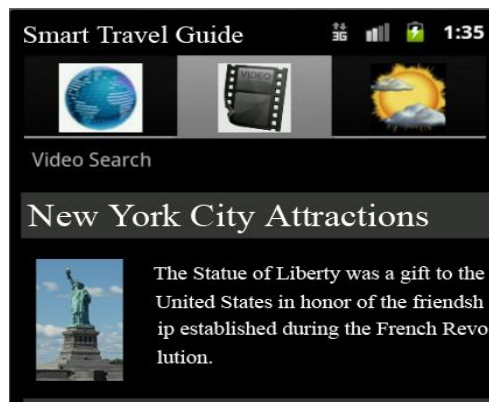 Smart Travel Guide
3G
1:35
VIDEO
Video Search
New York City Attractions
The Statue of Liberty was a gift to the
United States in honor of the friendsh
ip established during the French Revo
lution.